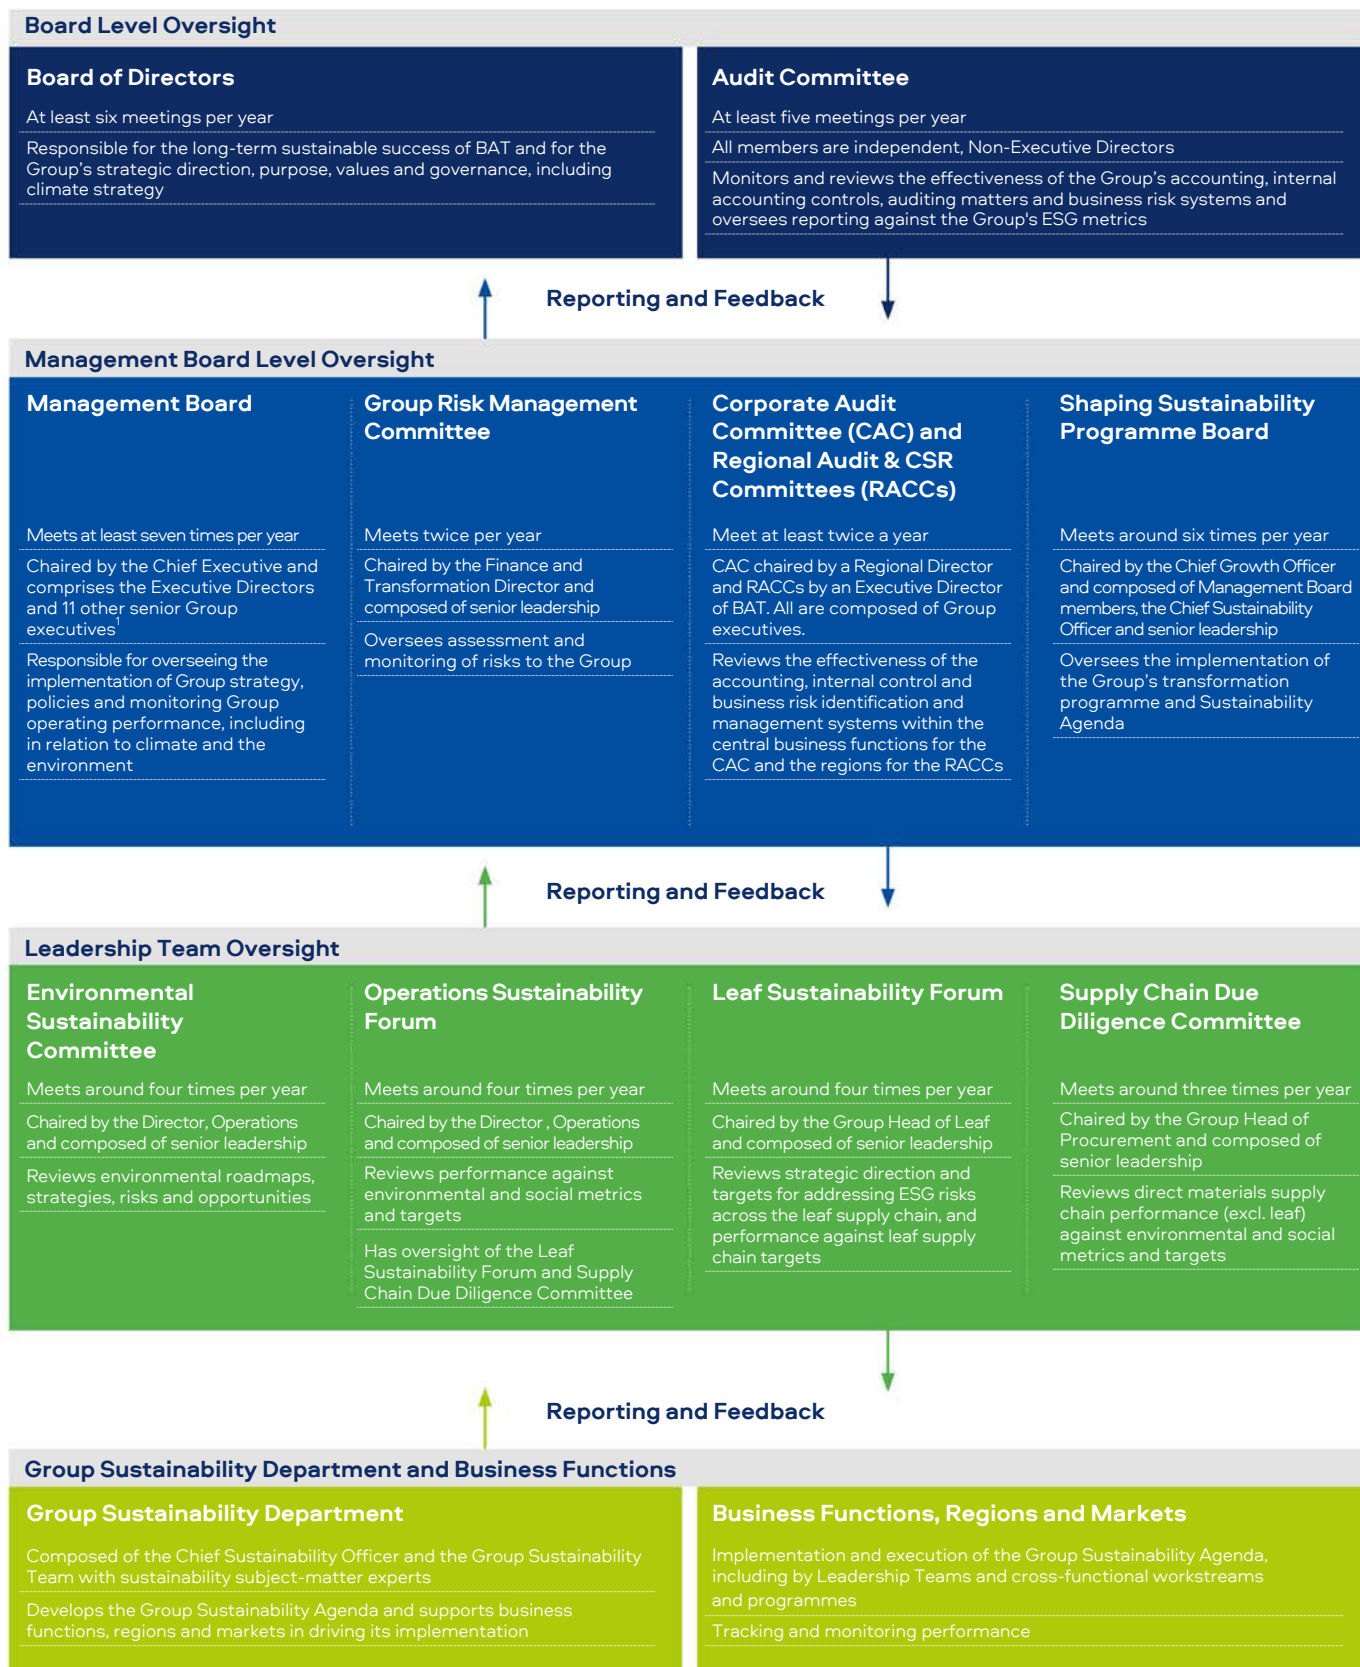 Board Level Oversight
Board of Directors
At least six meetings per year
Responsible for the long-term sustainable success of BAT and for the
Group's strategic direction, purpose, values and governance, including
climate strategy
Audit Committee
At least five meetings per year
All members are independent, Non-Executive Directors
Monitors and reviews the effectiveness of the Group's accounting, internal
accounting controls, auditing matters and business risk systems and
oversees reporting against the Group's ESG metrics
Reporting and Feedback
Management Board Level Oversight
Management Board
Meets at least seven times per year
Chaired by the Chief Executive and
comprises the Executive Directors
and 11 other senior Group
executives¹
Responsible for overseeing the
implementation of Group strategy,
policies and monitoring Group
operating performance, including
in relation to climate and the
environment
Group Risk Management
Committee
Meets twice per year
Chaired by the Finance and
Transformation Director and
composed of senior leadership
Oversees assessment and
monitoring of risks to the Group
Corporate Audit
Committee (CAC) and
Regional Audit & CSR
Committees (RACCs)
Meet at least twice a year
CAC chaired by a Regional Director
and RACCs by an Executive Director
of BAT. All are composed of Group
executives.
Reviews the effectiveness of the
accounting, internal control and
business risk identification and
management systems within the
central business functions for the
CAC and the regions for the RACCs
Shaping Sustainability
Programme Board
Meets around six times per year
Chaired by the Chief Growth Officer
and composed of Management Board
members, the Chief Sustainability
Officer and senior leadership
Oversees the implementation of
the Group's transformation
programme and Sustainability
Agenda
Reporting and Feedback
Leadership Team Oversight
Environmental
Sustainability
Committee
Meets around four times per year
Chaired by the Director, Operations
and composed of senior leadership
Reviews environmental roadmaps,
strategies, risks and opportunities
Operations Sustainability
Forum
Meets around four times per year
Chaired by the Director , Operations
and composed of senior leadership
Reviews performance against
environmental and social metrics
and targets
Has oversight of the Leaf
Sustainability Forum and Supply
Chain Due Diligence Committee
Leaf Sustainability Forum
Meets around four times per year
Chaired by the Group Head of Leaf
and composed of senior leadership
Reviews strategic direction and
targets for addressing ESG risks
across the leaf supply chain, and
performance against leaf supply
chain targets
Supply Chain Due
Diligence Committee
Meets around three times per year
Chaired by the Group Head of
Procurement and composed of
senior leadership
Reviews direct materials supply
chain performance (excl. leaf)
against environmental and social
metrics and targets
Reporting and Feedback
Group Sustainability Department and Business Functions
Group Sustainability Department
Composed of the Chief Sustainability Officer and the Group Sustainability
Team with sustainability subject-matter experts
Develops the Group Sustainability Agenda and supports business
functions, regions and markets in driving its implementation
Business Functions, Regions and Markets
Implementation and execution of the Group Sustainability Agenda,
including by Leadership Teams and cross-functional workstreams
and programmes
Tracking and monitoring performance